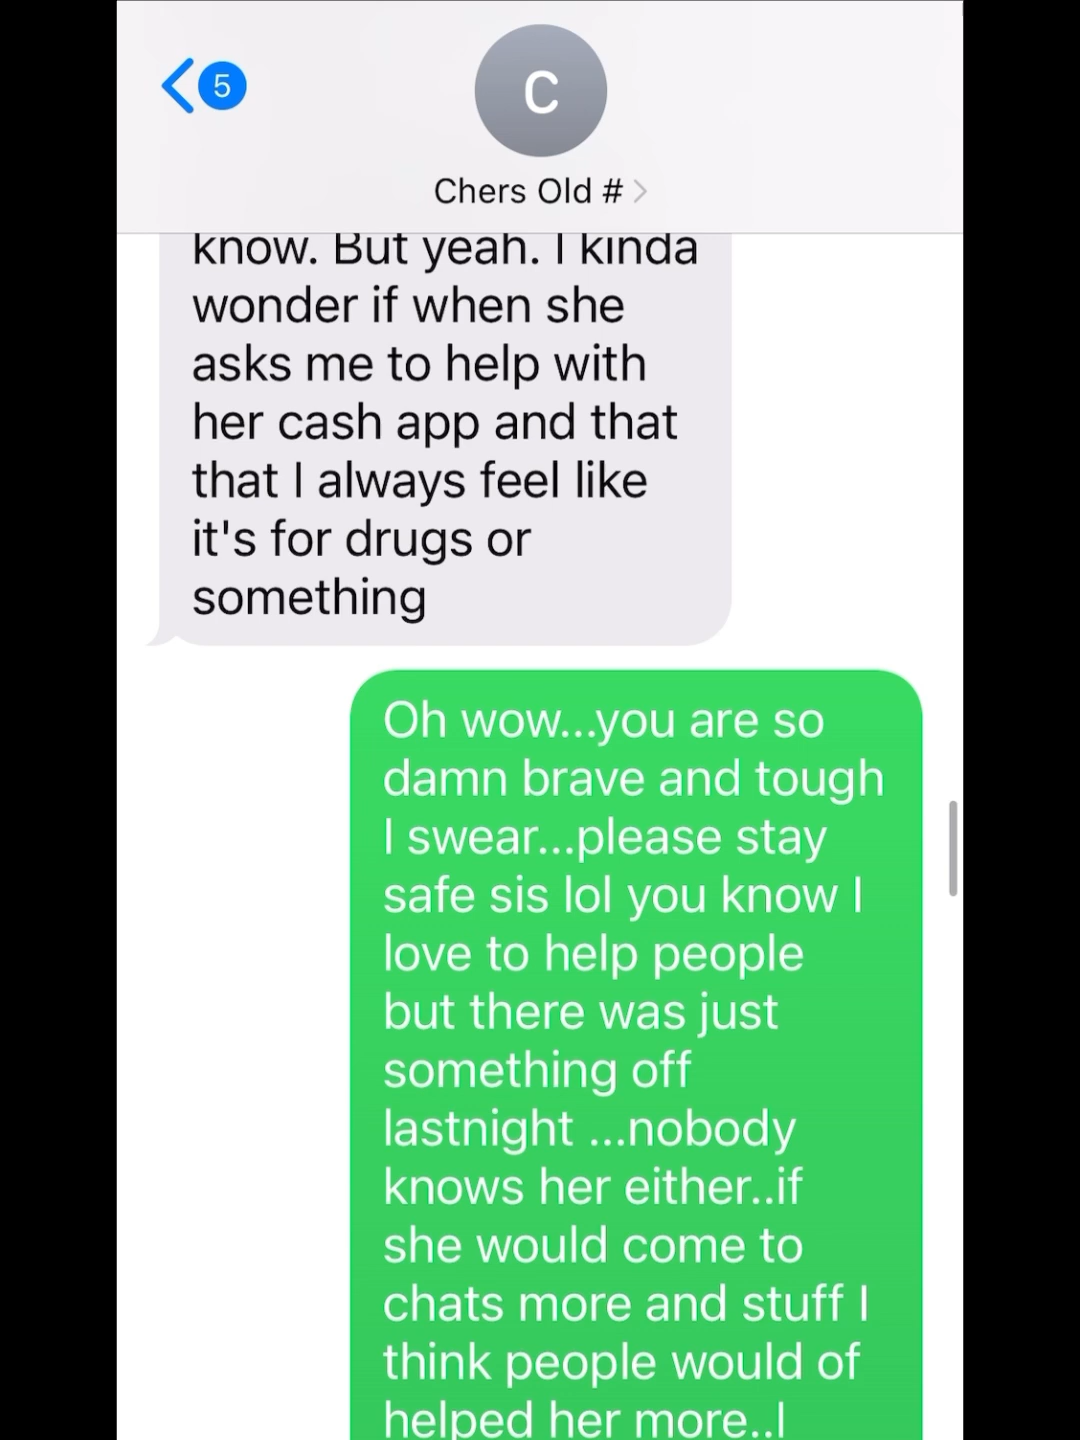 5
C
Chers Old #
know. But yeah. I kinda
wonder if when she
asks me to help with
her cash app and that
that I always feel like
it's for drugs or
something
Oh wow...you are so
damn brave and tough
I swear...please stay
safe sis lol you know I
love to help people
but there was just
something off
lastnight ...nobody
knows her either..if
she would come to
chats more and stuff I
think people would of
helped her more..I